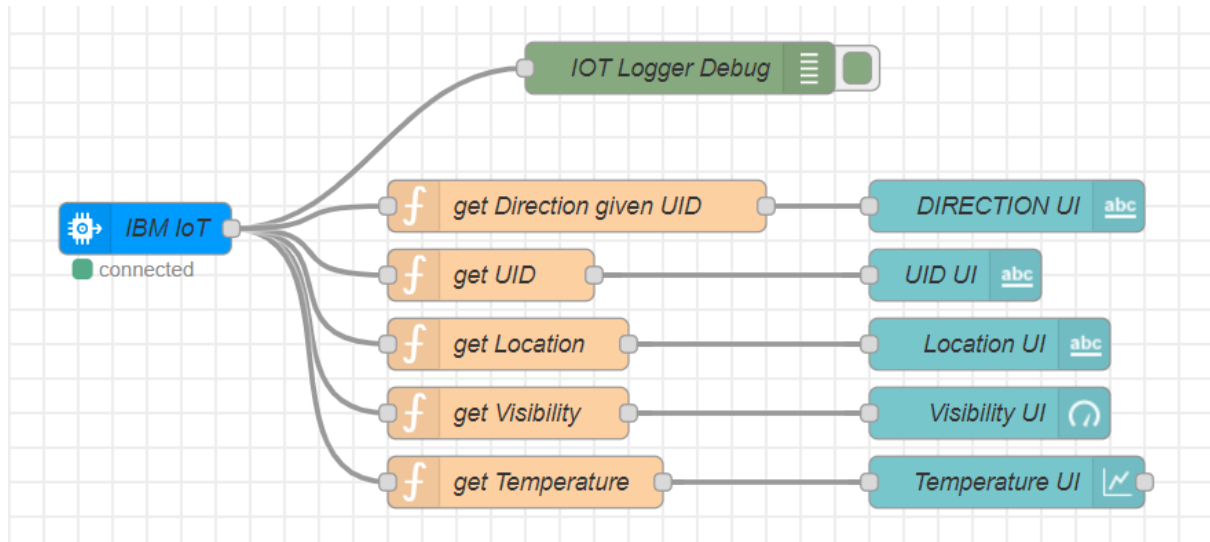 IOT Logger Debug
get Direction given UID
DIRECTION UI
abc
IBM IoT
connected
get UID
UID UI
abc
get Location
Location UI
abc
get Visibility
Visibility UI
get Temperature
Temperature UI